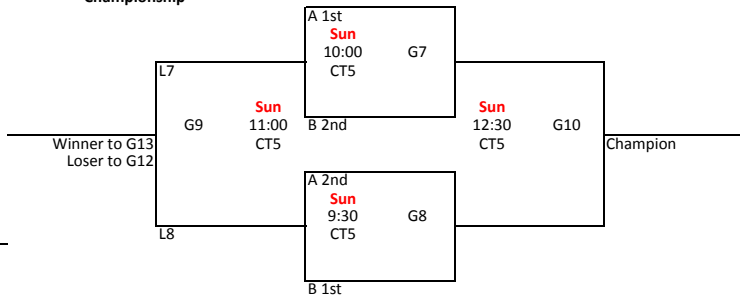 Championship
A 1st
Sun
10:00 G7
CT5
L7
B 2nd
Sun
G9 11:00
CT5
Sun
12:30 G10
CT5
Winner to G13
Loser to G12
Champion
A 2nd
Sun
9:30 G8
CT5
L8
B 1st